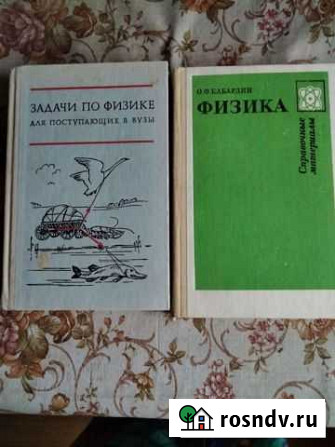 ЗАДАЧИ ПО ФИЗИКЕ
ДЛЯ ПОСТУПАЮЩИХ В ВУЗЫ
О.Ф. КАБАРДИН
ФИЗИКА
Справочные
материалы
rosndv.ru